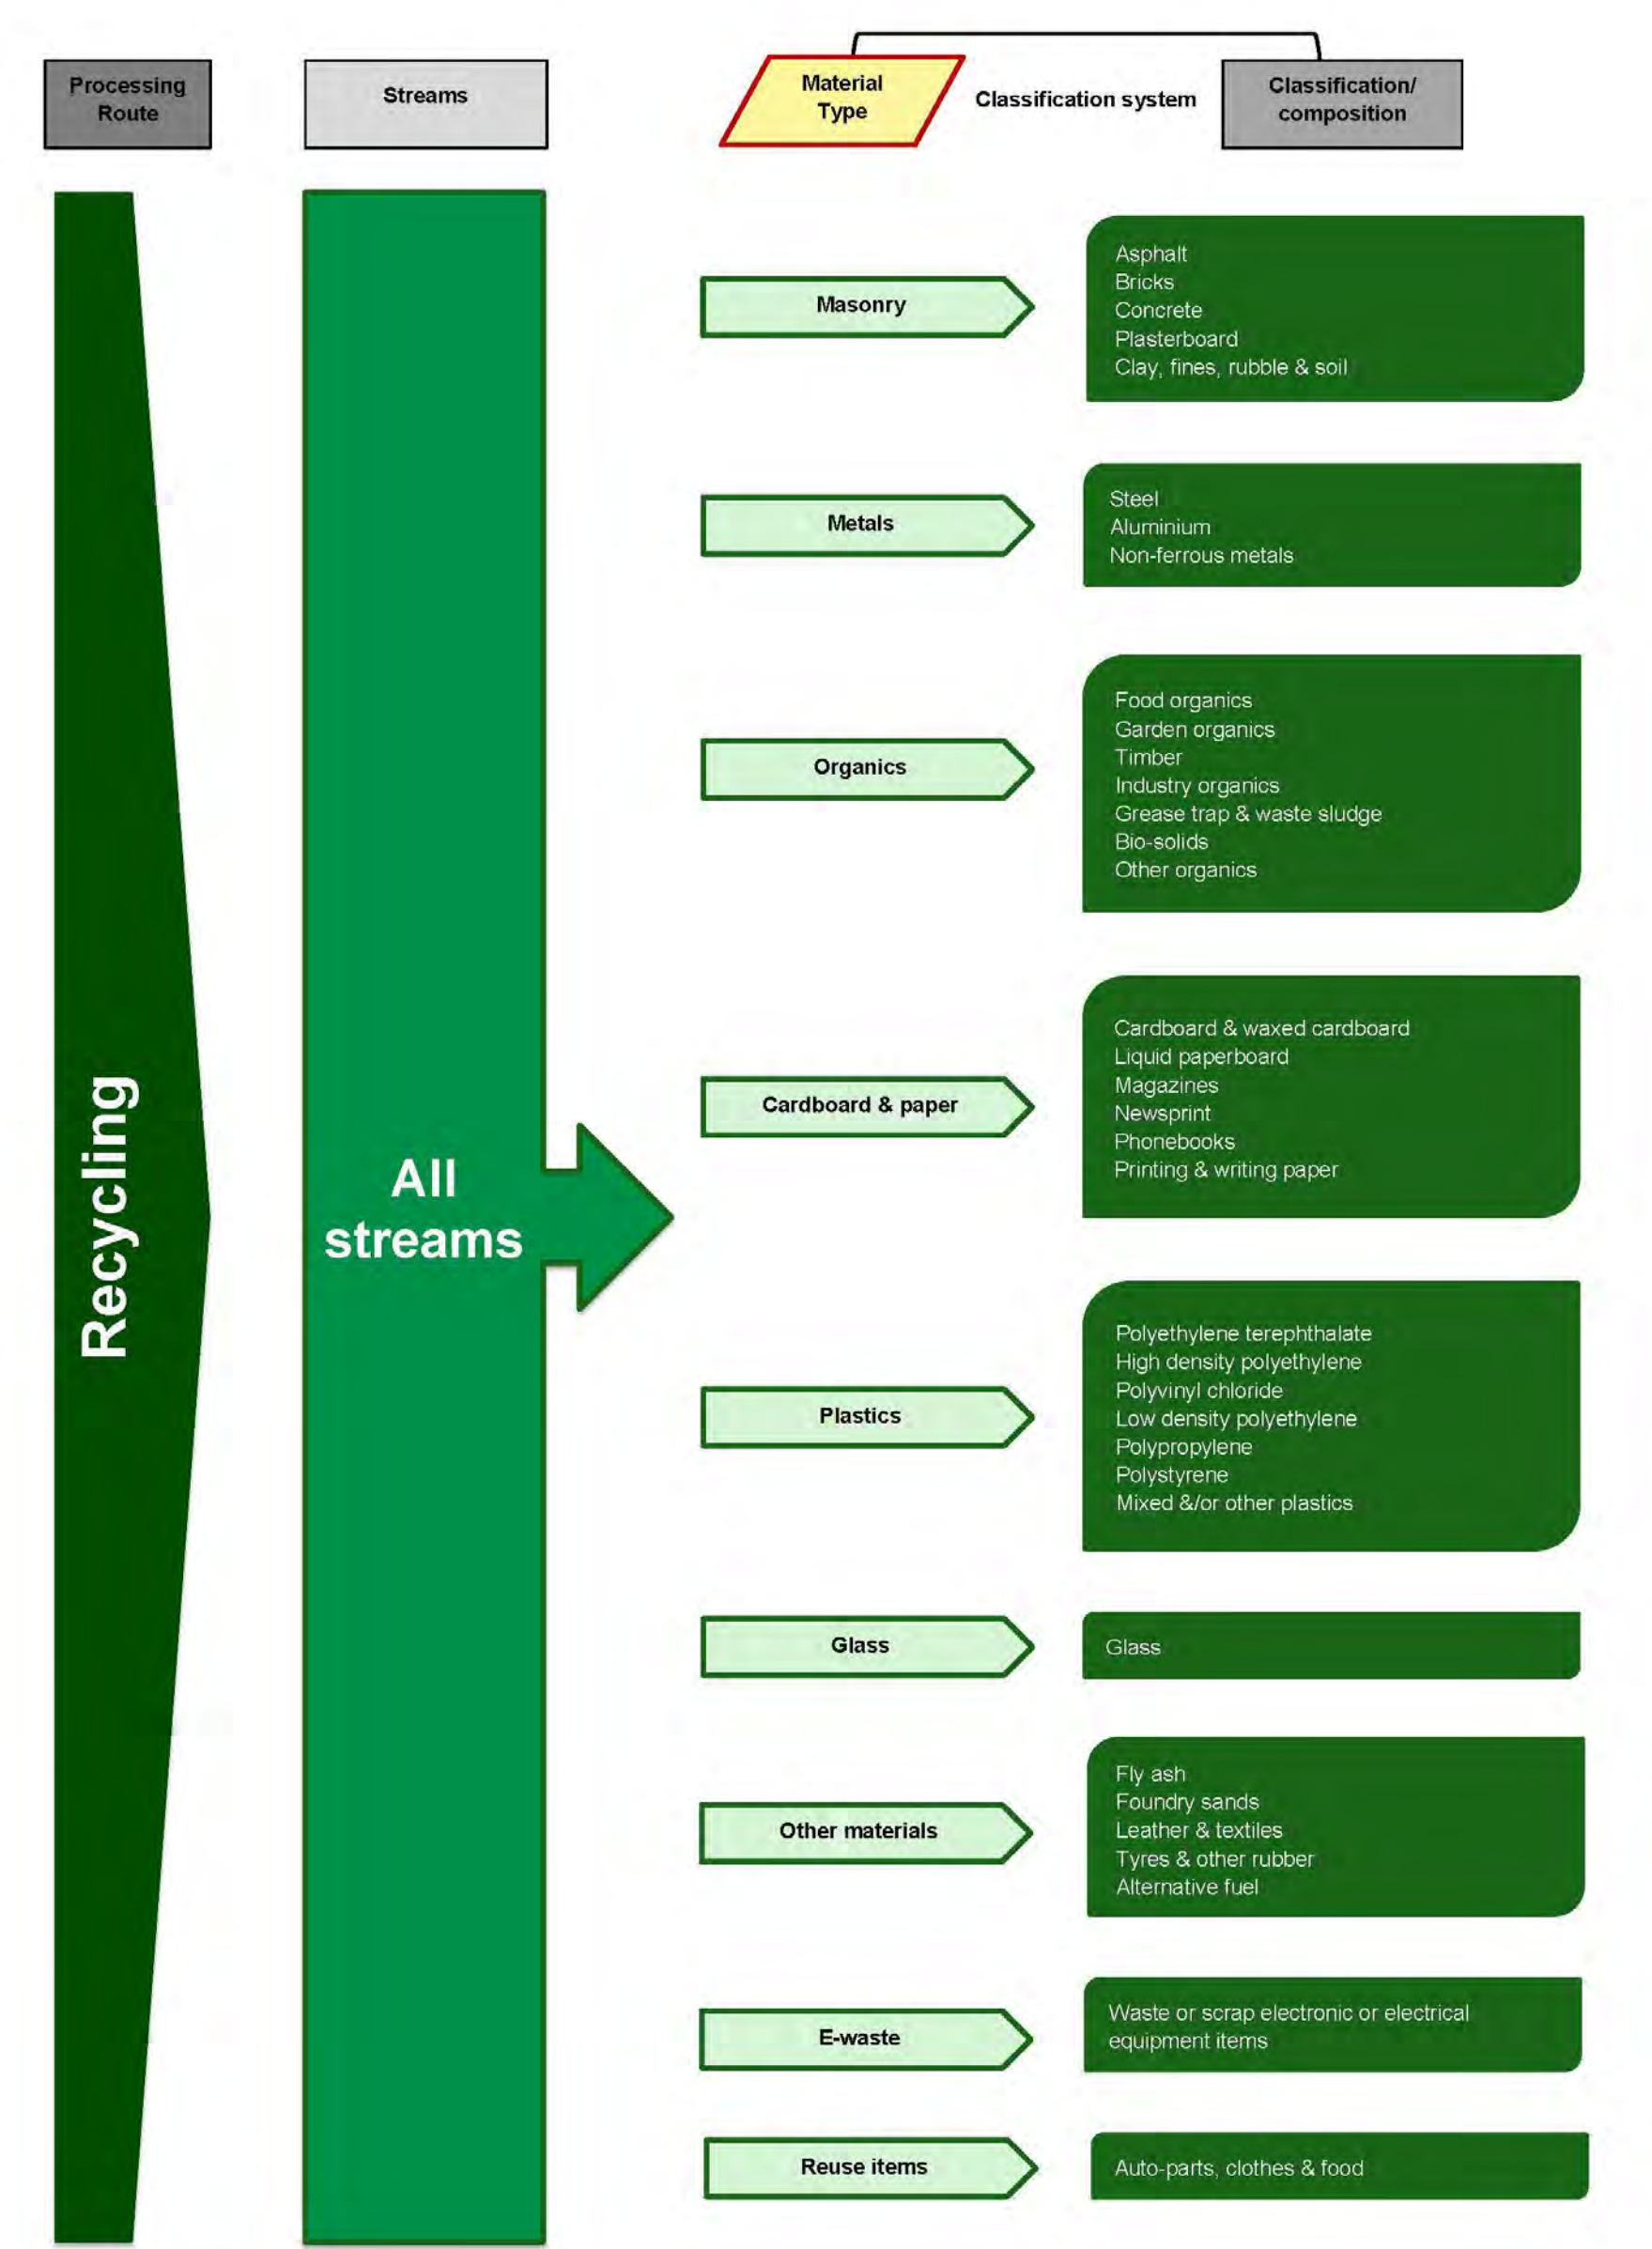 Processing
Route
Streams
Material
Type
Classification system
Classification/
composition
Recycling
All
streams
Masonry
Asphalt
Bricks
Concrete
Plasterboard
Clay, fines, rubble & soil
Metals
Steel
Aluminium
Non-ferrous metals
Organics
Food organics
Garden organics
Timber
Industry organics
Grease trap & waste sludge
Bio-solids
Other organics
Cardboard & paper
Cardboard & waxed cardboard
Liquid paperboard
Magazines
Newsprint
Phonebooks
Printing & writing paper
Plastics
Polyethylene terephthalate
High density polyethylene
Polyvinyl chloride
Low density polyethylene
Polypropylene
Polystyrene
Mixed &/or other plastics
Glass
Glass
Other materials
Fly ash
Foundry sands
Leather & textiles
Tyres & other rubber
Alternative fuel
E-waste
Waste or scrap electronic or electrical
equipment items
Reuse items
Auto-parts, clothes & food